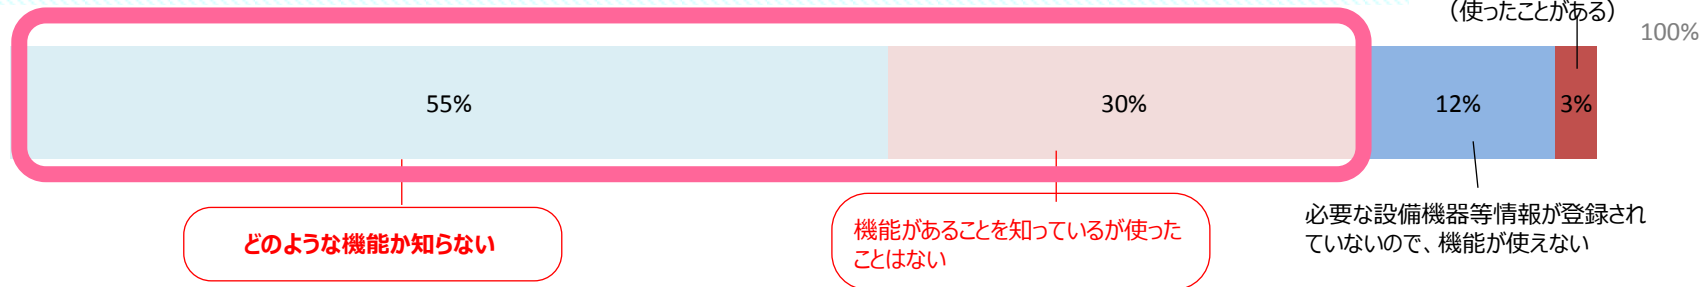 （使ったことがある）
100%
55%
30%
12%
3%
どのような機能か知らない
機能があることを知っているが使った
ことはない
必要な設備機器等情報が登録され
ていないので、機能が使えない